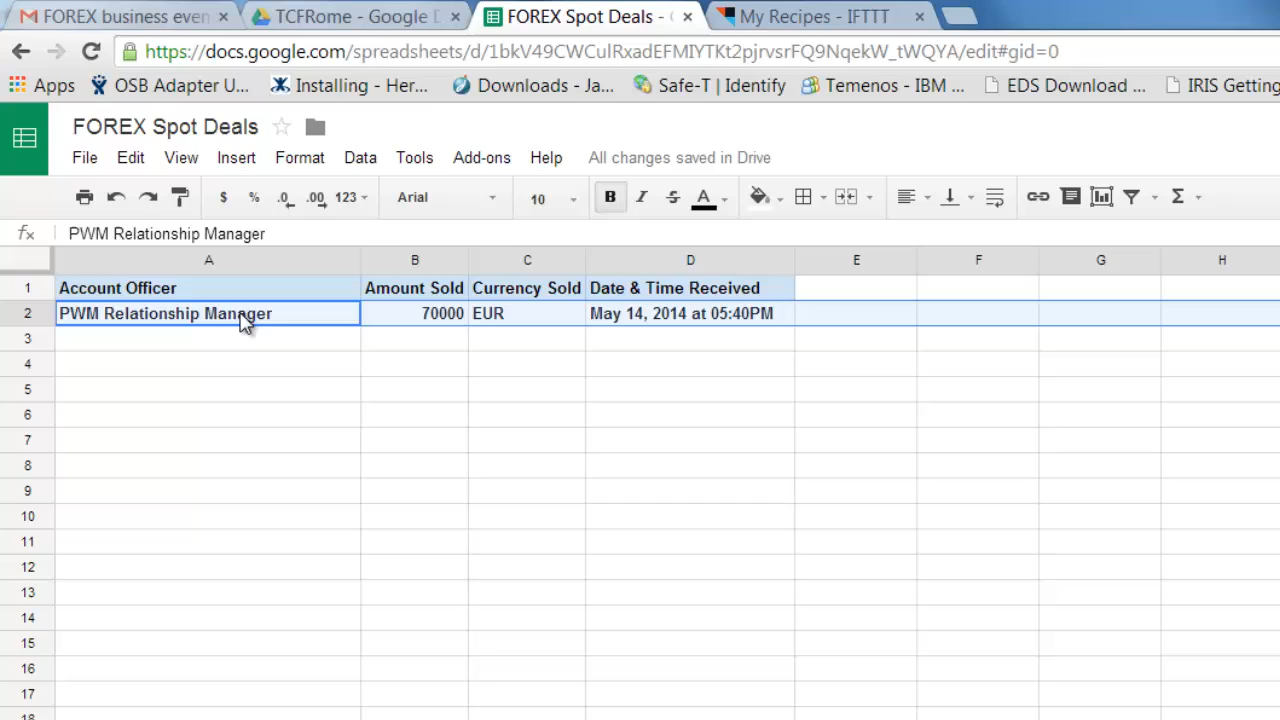 FOREX business even
TCFRome - Google D
FOREX Spot Deals -
My Recipes - IFTTT
https://docs.google.com/spreadsheets/d/1bkV49CWCulRxadEFMIYTKt2pjrvsrFQ9NqekW_tWQYA/edit#gid=0
Apps OSB Adapter U... Installing - Her... Downloads - Ja... Safe-T | Identify Temenos - IBM ... EDS Download ... IRIS Getting
FOREX Spot Deals
File Edit View Insert Format Data Tools Add-ons Help All changes saved in Drive
$ % .0 .00 123 Arial 10 B I S A Σ
fx PWM Relationship Manager
A B C D E F G H
1 Account Officer Amount Sold Currency Sold Date & Time Received
2 PWM Relationship Manager 70000 EUR May 14, 2014 at 05:40PM
3
4
5
6
7
8
9
10
11
12
13
14
15
16
17
18